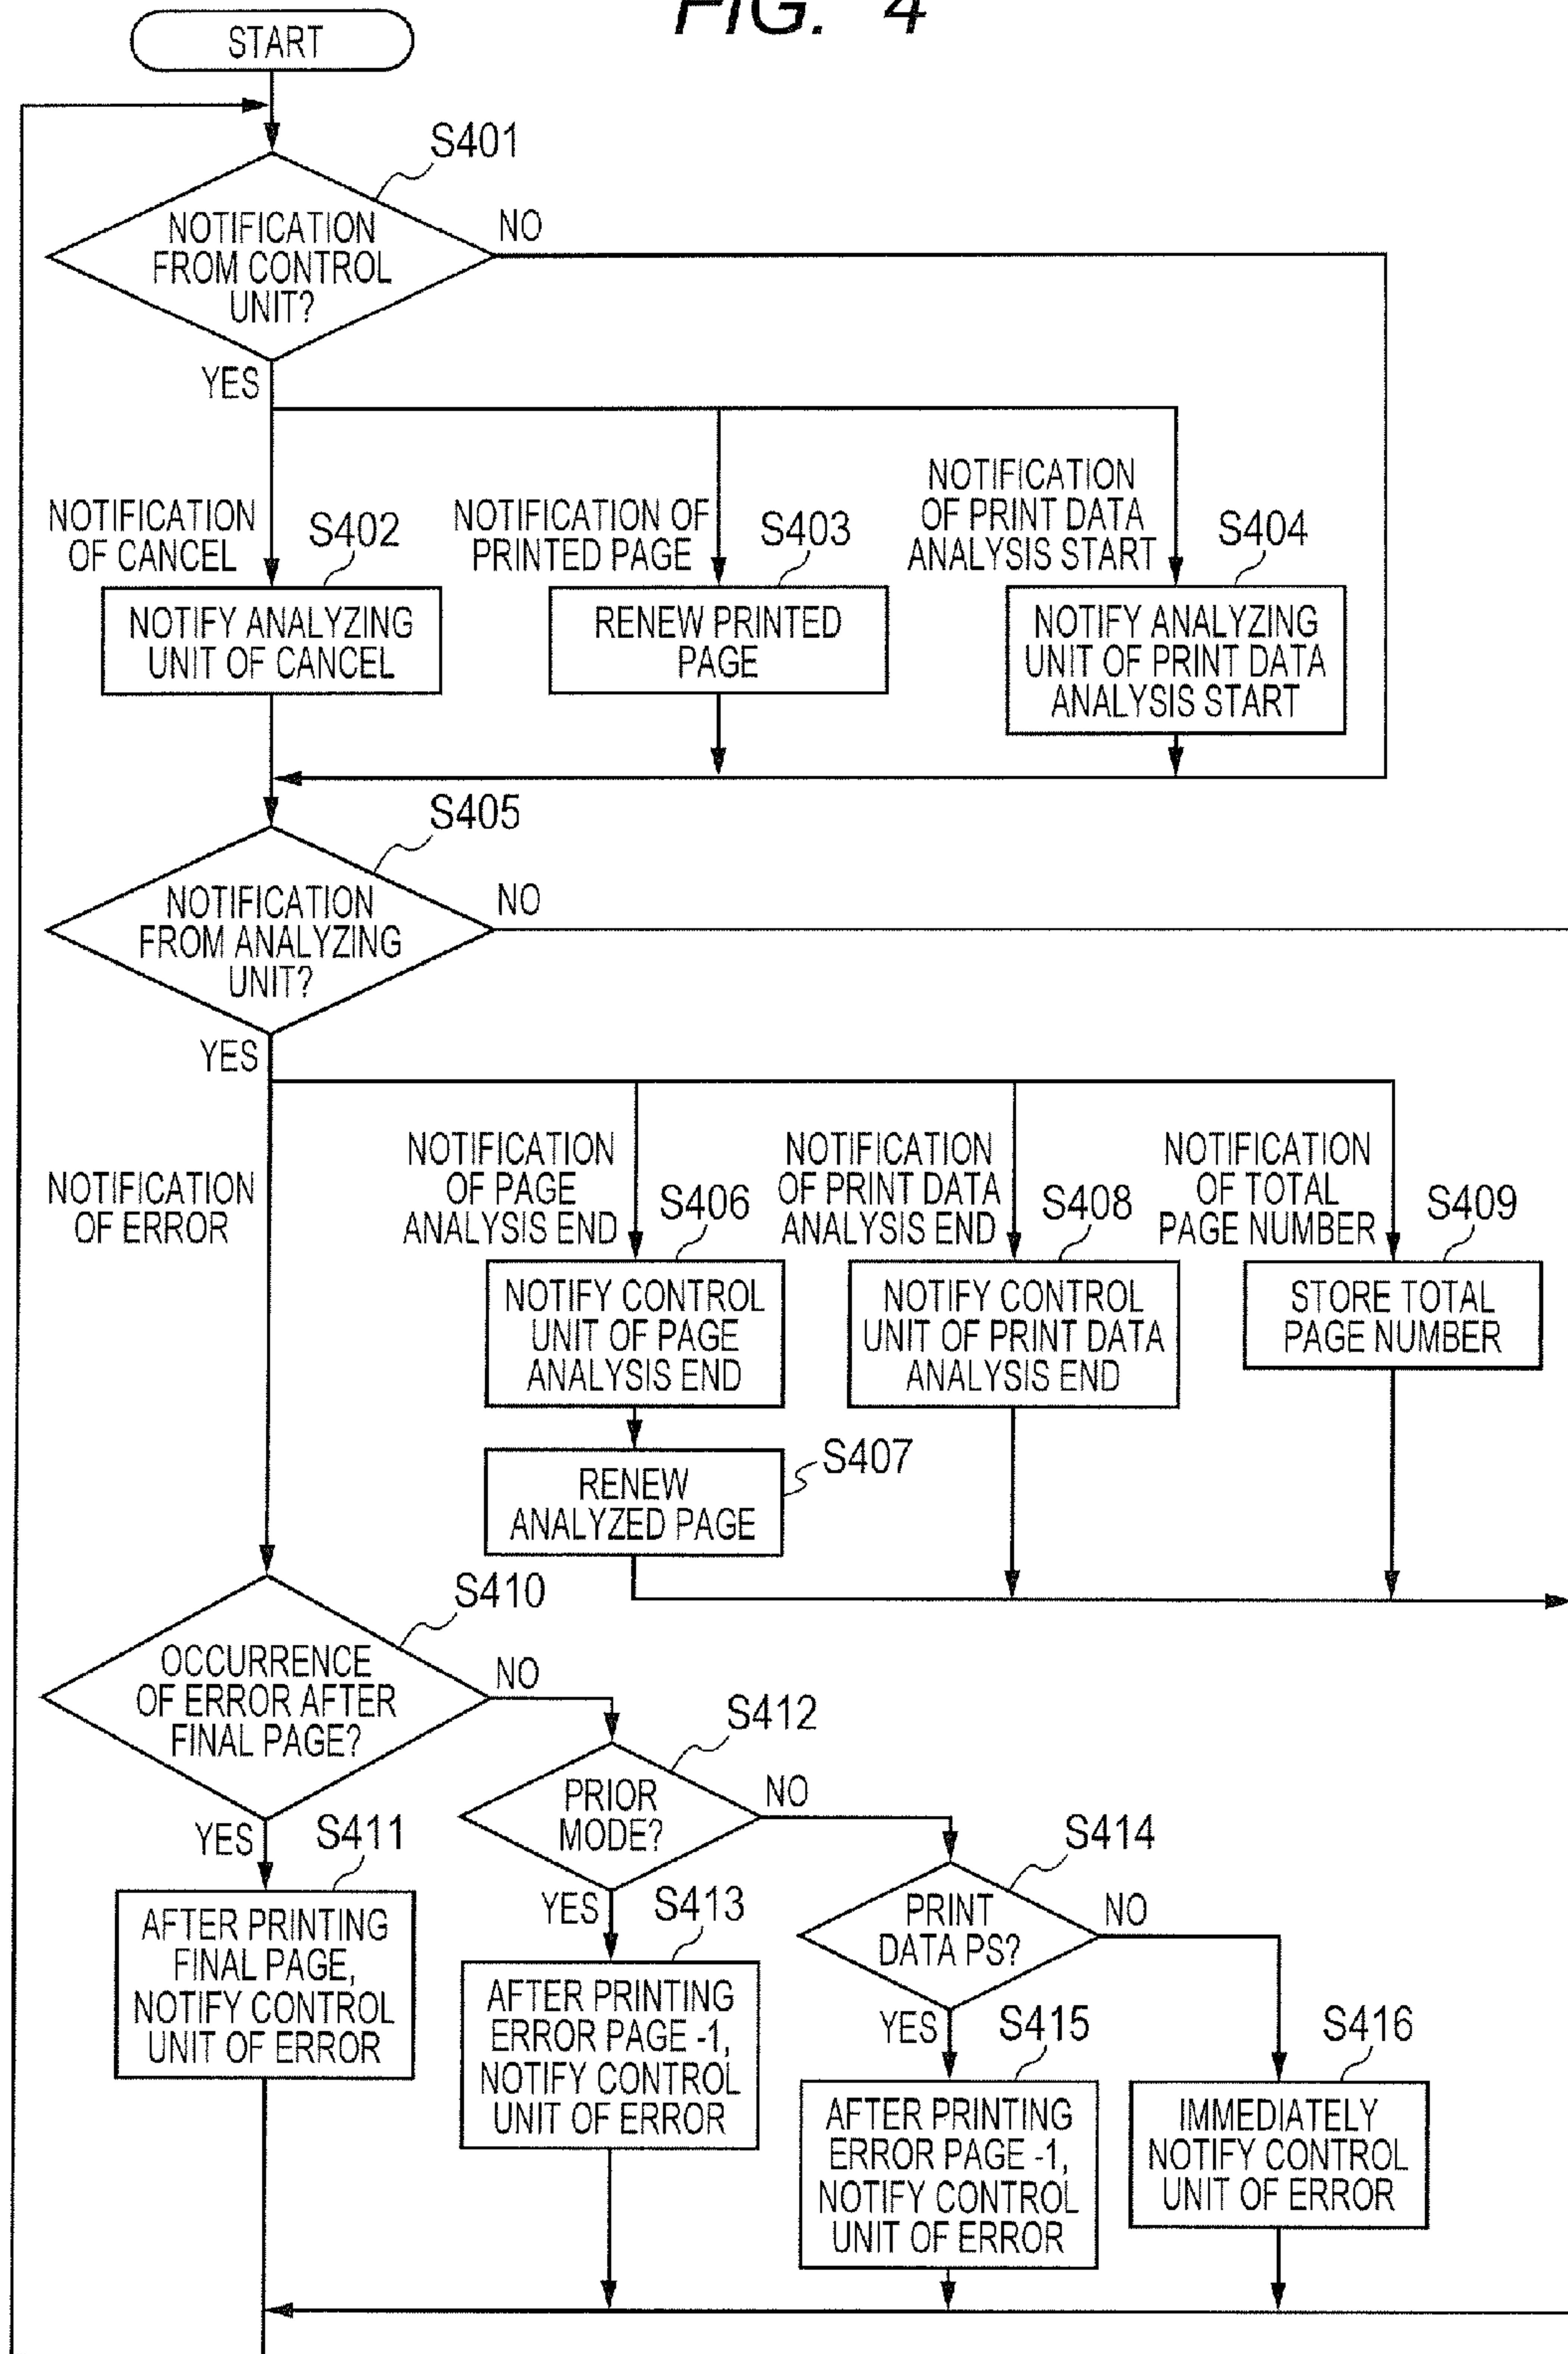 FIG. 4
START
S401
NOTIFICATION
FROM CONTROL
UNIT?
NO
YES
NOTIFICATION
OF CANCEL
S402
NOTIFY ANALYZING
UNIT OF CANCEL
NOTIFICATION OF
PRINTED PAGE
S403
RENEW PRINTED
PAGE
NOTIFICATION
OF PRINT DATA
ANALYSIS START
S404
NOTIFY ANALYZING
UNIT OF PRINT DATA
ANALYSIS START
S405
NOTIFICATION
FROM ANALYZING
UNIT?
NO
YES
NOTIFICATION
OF ERROR
NOTIFICATION
OF PAGE
ANALYSIS END
S406
NOTIFY CONTROL
UNIT OF PAGE
ANALYSIS END
S407
RENEW
ANALYZED PAGE
NOTIFICATION
OF PRINT DATA
ANALYSIS END
S408
NOTIFY CONTROL
UNIT OF PRINT DATA
ANALYSIS END
NOTIFICATION
OF TOTAL
PAGE NUMBER
S409
STORE TOTAL
PAGE NUMBER
S410
OCCURRENCE
OF ERROR AFTER
FINAL PAGE?
NO
YES
S411
AFTER PRINTING
FINAL PAGE,
NOTIFY CONTROL
UNIT OF ERROR
S412
PRIOR
MODE?
NO
YES
S413
AFTER PRINTING
ERROR PAGE -1,
NOTIFY CONTROL
UNIT OF ERROR
S414
PRINT
DATA PS?
NO
YES
S415
AFTER PRINTING
ERROR PAGE -1,
NOTIFY CONTROL
UNIT OF ERROR
S416
IMMEDIATELY
NOTIFY CONTROL
UNIT OF ERROR